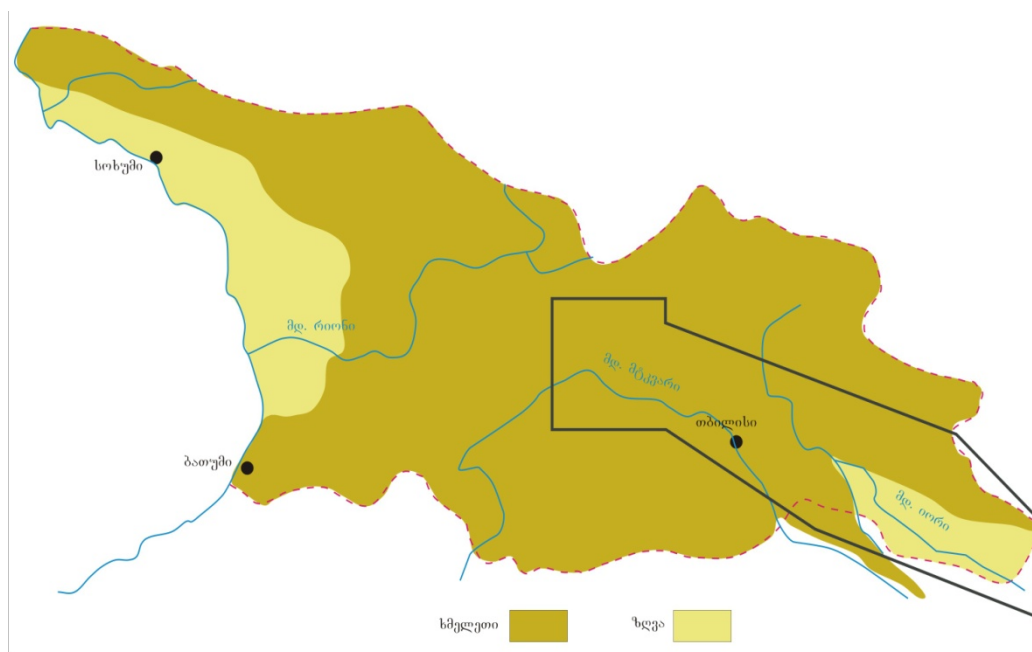 სოხუმი
მდ. რიონი
მდ. მტკვარი
თბილისი
ბათუმი
მდ. იორი
ხმელეთი
ზღვა